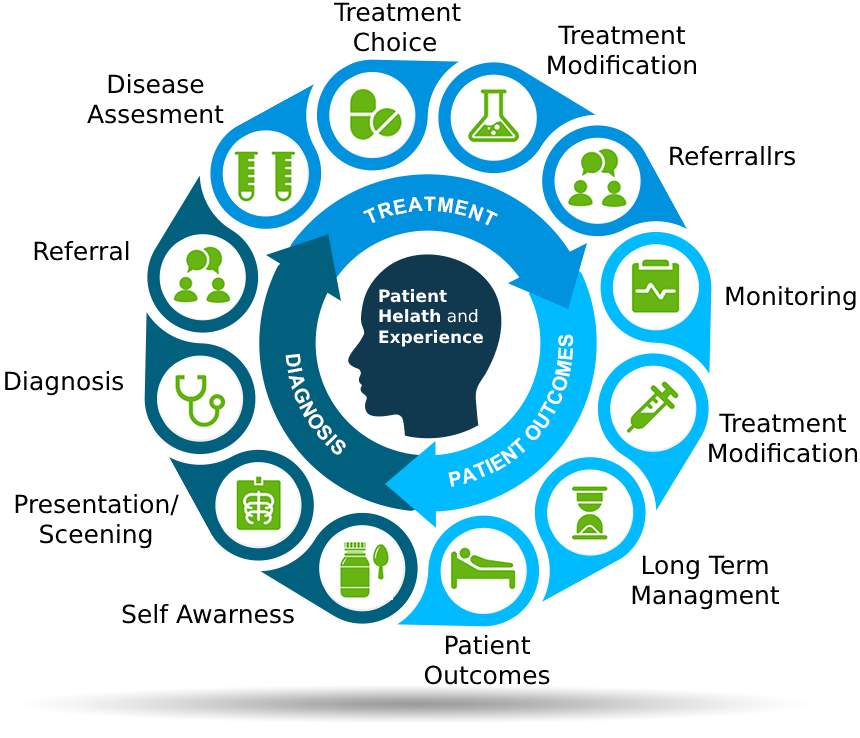 Treatment
Choice
Treatment
Modification
Disease
Assesment
Referrallrs
TREATMENT
Referral
Monitoring
Patient
Helath and
Experience
DIAGNOSIS
PATIENT OUTCOMES
Diagnosis
Treatment
Modification
Presentation/
Sceening
Long Term
Managment
Self Awarness
Patient
Outcomes